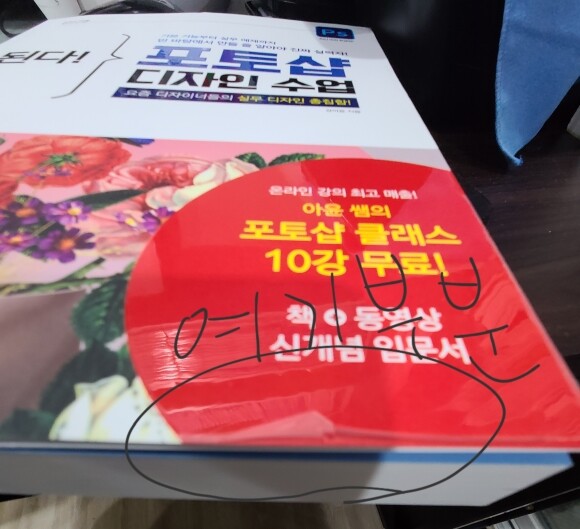 된다! }
포토샵
디자인 수업
요즘 디자이너들의 실무 디자인 총집합!
Ps
온라인 강의 최고 매출!
아윤 쌤의
포토샵 클래스
10강 무료!
여기부분
책 동영상
신개념 입문서